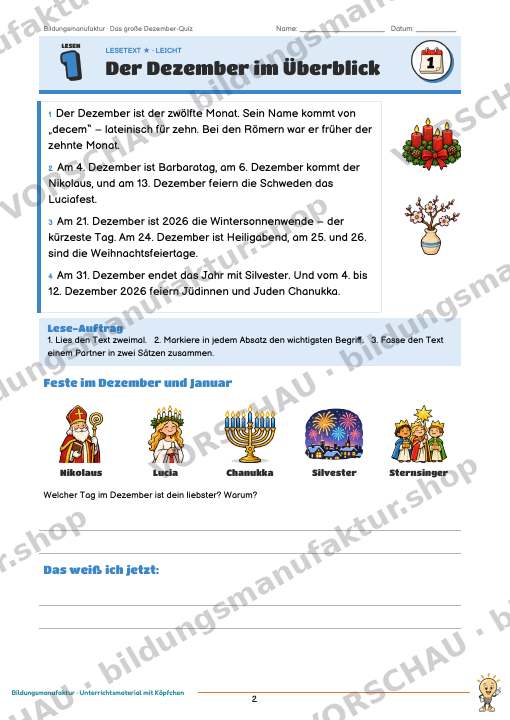 Bildungsmanufaktur · Das große Dezember-Quiz
Name: ____________ Datum: ____________
LESEN
1
LESETEXT ★ · LEICHT
Der Dezember im Überblick
1
1 Der Dezember ist der zwölfte Monat. Sein Name kommt von
„decem“ – lateinisch für zehn. Bei den Römern war er früher der
zehnte Monat.
2 Am 4. Dezember ist Barbaratag, am 6. Dezember kommt der
Nikolaus, und am 13. Dezember feiern die Schweden das
Luciafest.
3 Am 21. Dezember ist 2026 die Wintersonnenwende – der
kürzeste Tag. Am 24. Dezember ist Heiligabend, am 25. und 26.
sind die Weihnachtsfeiertage.
4 Am 31. Dezember endet das Jahr mit Silvester. Und vom 4. bis
12. Dezember 2026 feiern Jüdinnen und Juden Chanukka.
Lese-Auftrag
1. Lies den Text zweimal. 2. Markiere in jedem Absatz den wichtigsten Begriff. 3. Fasse den Text
einem Partner in zwei Sätzen zusammen.
Feste im Dezember und Januar
Nikolaus
Lucia
Chanukka
Silvester
Sternsinger
Welcher Tag im Dezember ist dein liebster? Warum?
Das weiß ich jetzt:
Bildungsmanufaktur · Unterrichtsmaterial mit Köpfchen
2
VORSCHAU · bildungsmanufaktur.shop